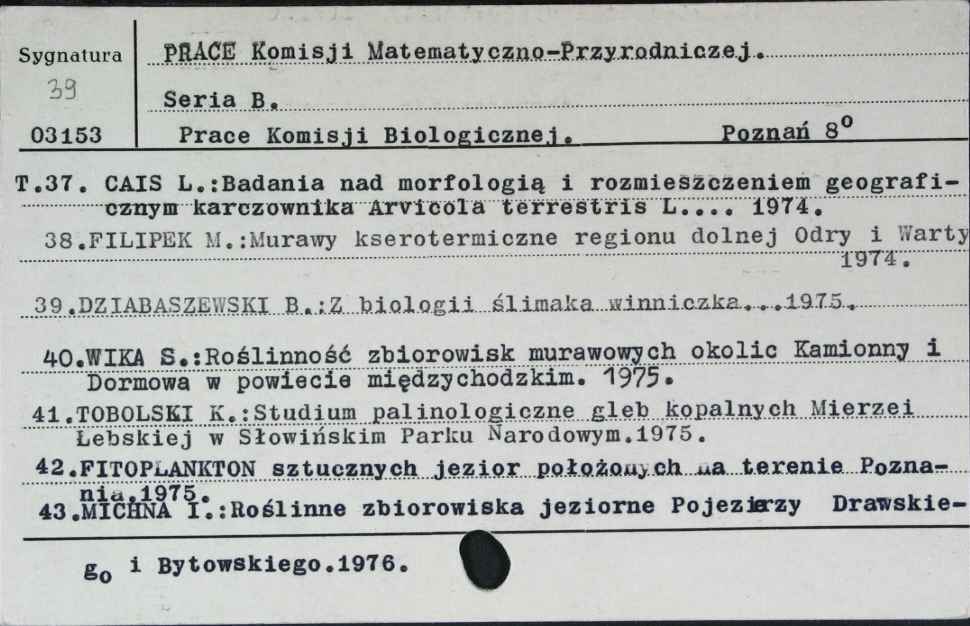 Sygnatura
39
03153
PRACE Komisji Matematyczno-Przyrodniczej.
Seria B.
Prace Komisji Biologicznej. Poznań 8º
T.37. CAIS L.:Badania nad morfologią i rozmieszczeniem geografi-
cznym karczownika Arvicola terrestris L.... 1974.
38.FILIPEK M.:Murawy kserotermiczne regionu dolnej Odry i Warty
1974.
39.DZIABASZEWSKI B.:Z biologii ślimaka winniczka...1975.
40.WIKA S.:Roślinność zbiorowisk murawowych okolic Kamionny i
Dormowa w powiecie międzychodzkim. 1975.
41.TOBOLSKI K.:Studium palinologiczne gleb kopalnych Mierzei
Łebskiej w Słowińskim Parku Narodowym.1975.
42.FITOPLANKTON sztucznych jezior położonych na terenie Pozna-
nia.1975.
43.MICHNA I.:Roślinne zbiorowiska jeziorne Pojezierzy Drawskie-
go i Bytowskiego.1976.